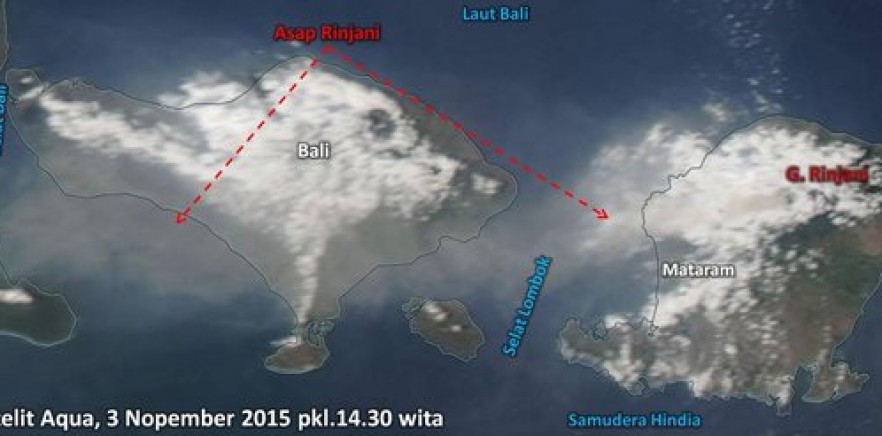 Laut Bali
Asap Rinjani
Bali
G. Rinjani
Mataram
Selat Lombok
elit Aqua, 3 Nopember 2015 pkl.14.30 wita
Samudera Hindia